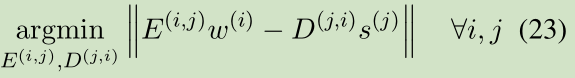 argmin ‖E^{(i,j)} w^{(i)} − D^{(j,i)} s^{(j)}‖ ∀i, j (23)
E^{(i,j)},D^{(j,i)}